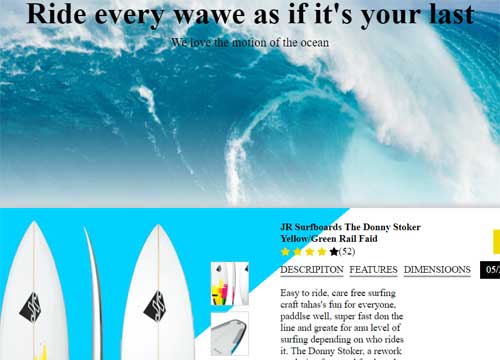 Ride every wawe as if it's your last
We love the motion of the ocean
JR Surfboards The Donny Stoker
Yellow/Green Rail Faid
(52)
DESCRIPITON FEATURES DIMENSIOONS 05/
Easy to ride, care free surfing
craft tahas's fun for everyone,
paddlse well, super fast don the
line and greate for anu level of
surfing depending on who rides
it. The Donny Stoker, a rework